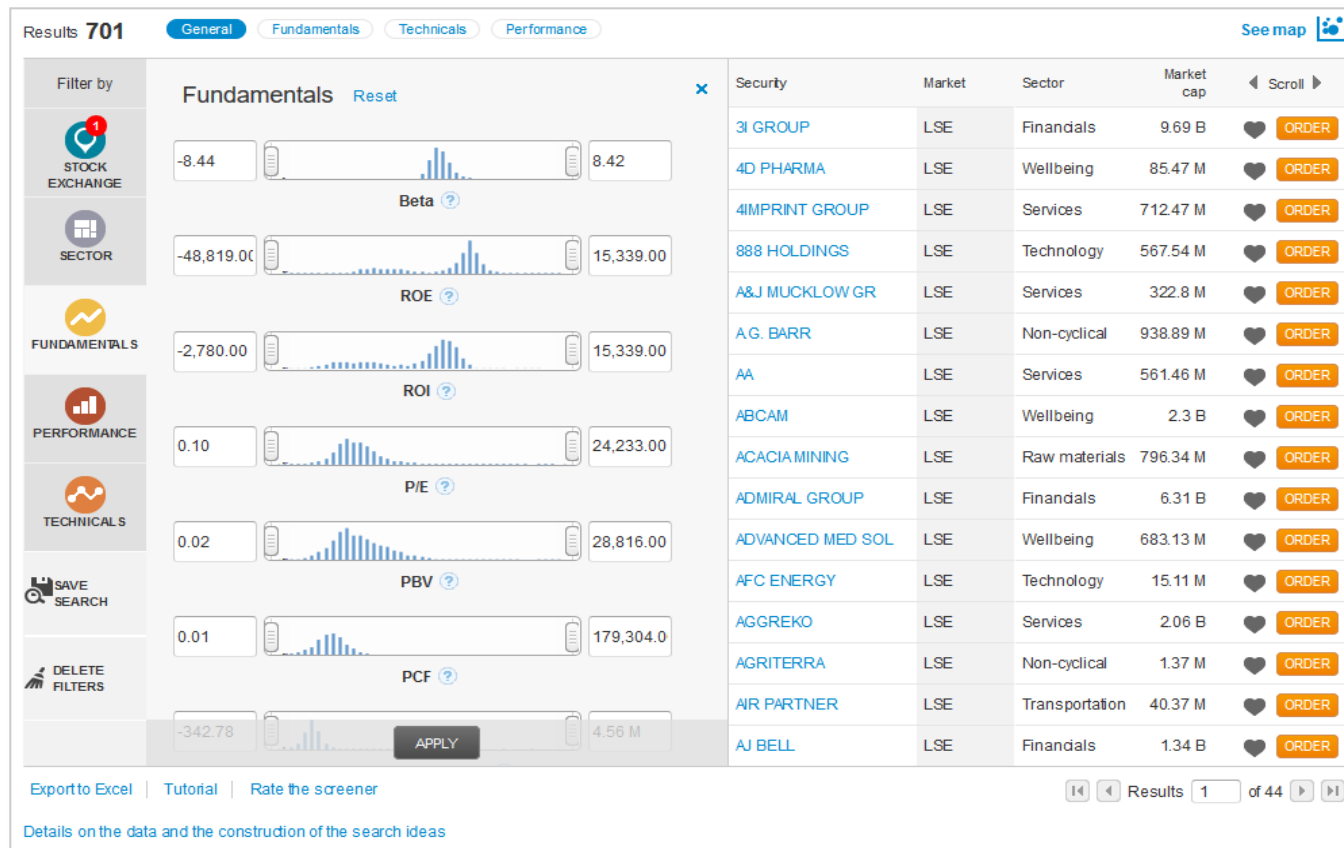 Results 701 General Fundamentals Technicals Performance See map
Filter by
1
STOCK
EXCHANGE
SECTOR
FUNDAMENTALS
PERFORMANCE
TECHNICALS
SAVE
SEARCH
DELETE
FILTERS
Fundamentals Reset ×
-8.44 8.42
Beta ?
-48,819.00 15,339.00
ROE ?
-2,780.00 15,339.00
ROI ?
0.10 24,233.00
P/E ?
0.02 28,816.00
PBV ?
0.01 179,304.0
PCF ?
-342.78 4.56 M
APPLY
Security Market Sector Market cap Scroll
3I GROUP LSE Financials 9.69 B ORDER
4D PHARMA LSE Wellbeing 85.47 M ORDER
4IMPRINT GROUP LSE Services 712.47 M ORDER
888 HOLDINGS LSE Technology 567.54 M ORDER
A&J MUCKLOW GR LSE Services 322.8 M ORDER
A.G. BARR LSE Non-cyclical 938.89 M ORDER
AA LSE Services 561.46 M ORDER
ABCAM LSE Wellbeing 2.3 B ORDER
ACACIA MINING LSE Raw materials 796.34 M ORDER
ADMIRAL GROUP LSE Financials 6.31 B ORDER
ADVANCED MED SOL LSE Wellbeing 683.13 M ORDER
AFC ENERGY LSE Technology 15.11 M ORDER
AGGREKO LSE Services 2.06 B ORDER
AGRITERRA LSE Non-cyclical 1.37 M ORDER
AIR PARTNER LSE Transportation 40.37 M ORDER
AJ BELL LSE Financials 1.34 B ORDER
Export to Excel Tutorial Rate the screener Results 1 of 44
Details on the data and the construction of the search ideas